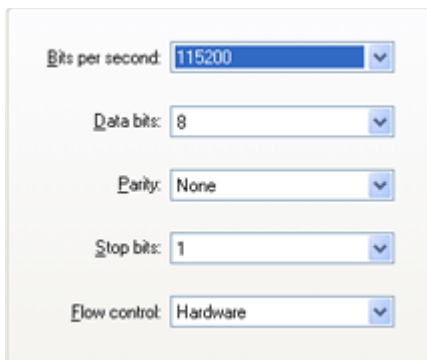 Bits per second: 115200
Data bits: 8
Parity: None
Stop bits: 1
Flow control: Hardware